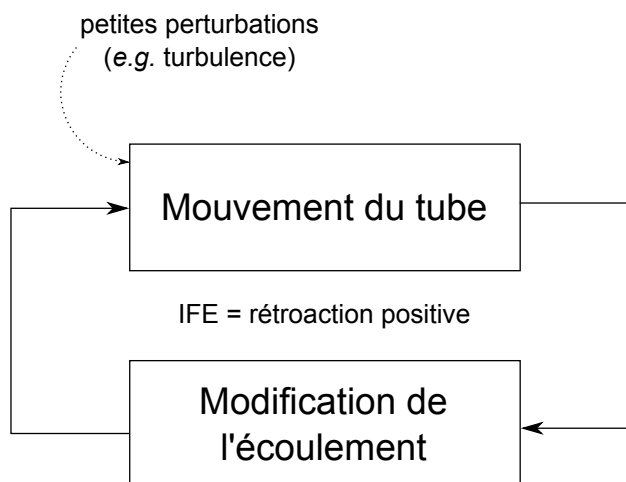 petites perturbations
(e.g. turbulence)
Mouvement du tube
IFE = rétroaction positive
Modification de
l'écoulement